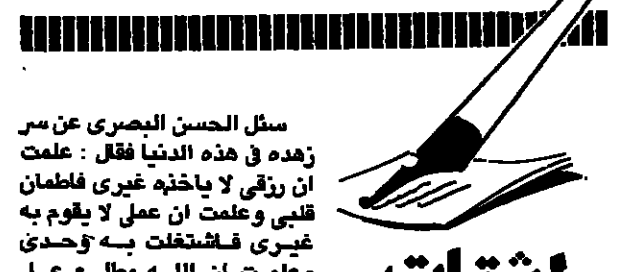 سئل الحسن البصرى عن سر
زهده فى هذه الدنيا فقال : علمت
ان رزقى لا ياخذه غيرى فاطمان
قلبى وعلمت ان عملى لا يقوم به
غيرى فاشتغلت به وحدى